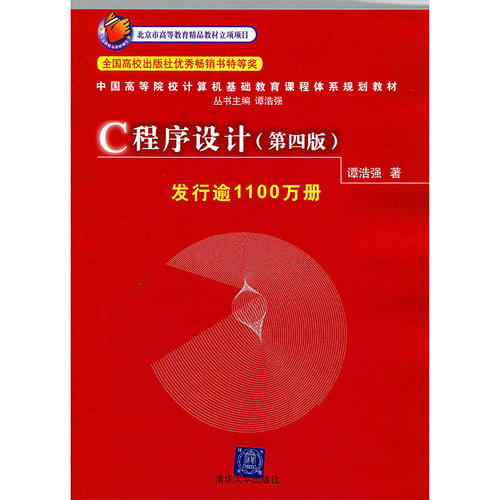 北京市高等教育精品教材立项项目
全国高校出版社优秀畅销书特等奖
中国高等院校计算机基础教育课程体系规划教材
丛书主编 谭浩强
C程序设计(第四版)
谭浩强 著
发行逾1100万册
清华大学出版社